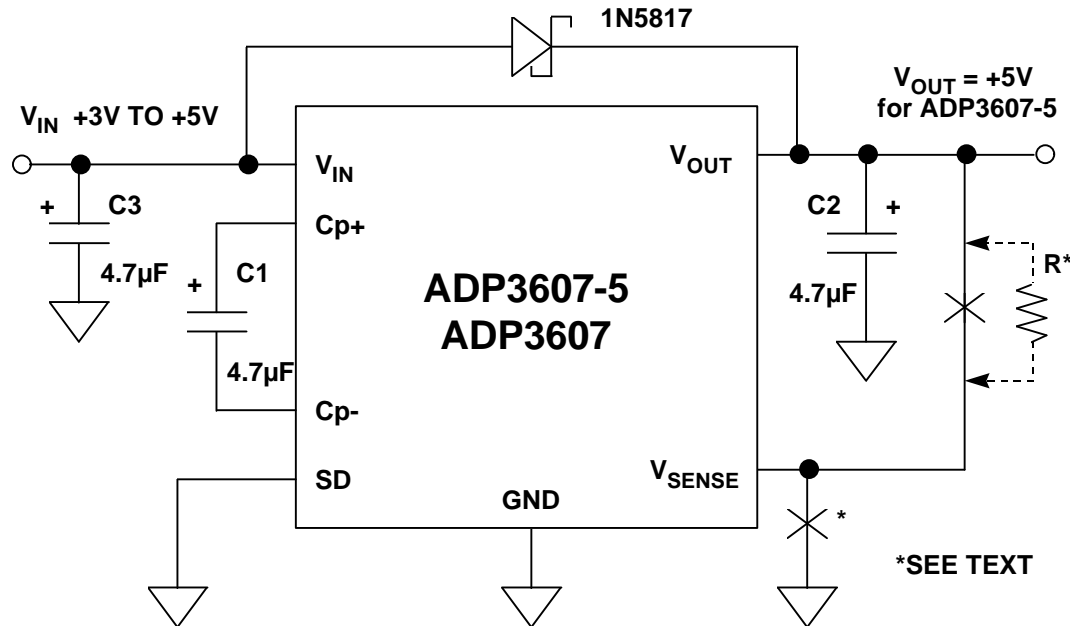 1N5817
V_IN +3V TO +5V
V_OUT = +5V
for ADP3607-5
V_IN
V_OUT
+
C3
4.7µF
Cp+
+
C1
4.7µF
Cp-
ADP3607-5
ADP3607
C2
+
4.7µF
R*
SD
GND
V_SENSE
*
*SEE TEXT